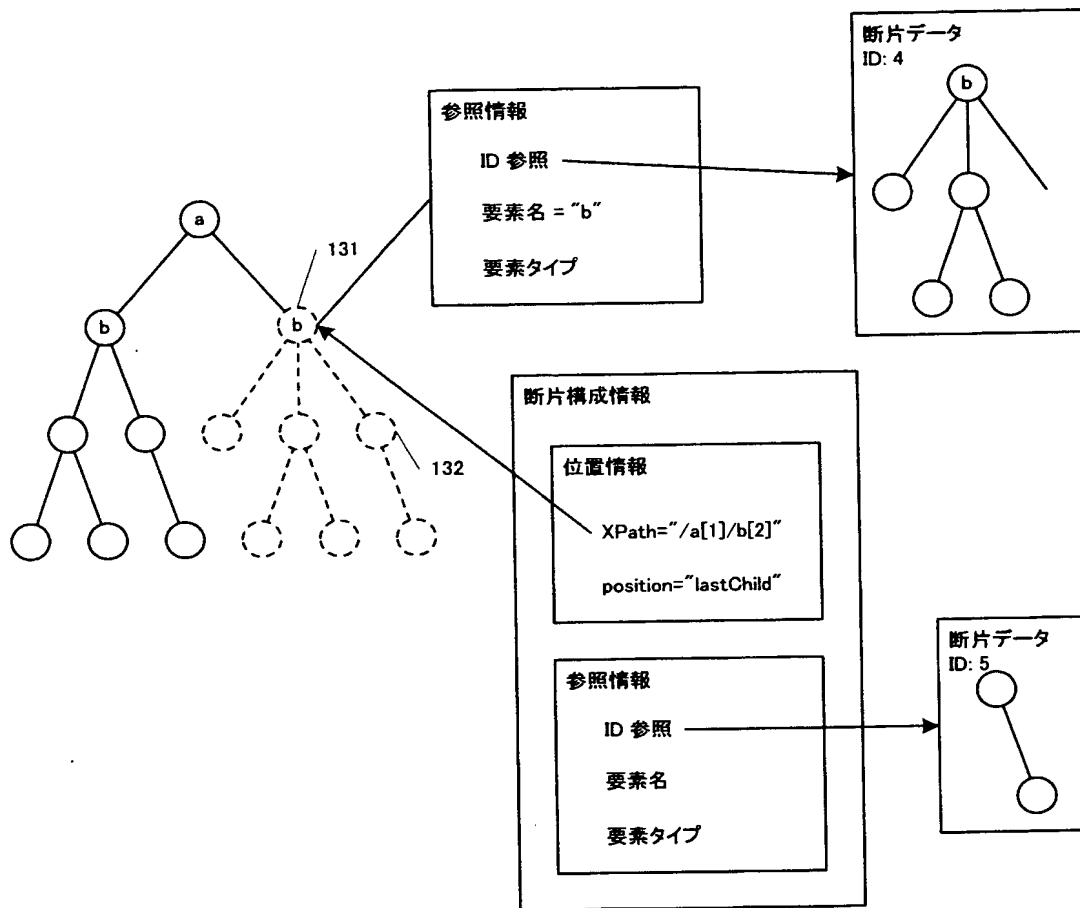 断片データ
ID: 4
b
参照情報
ID 参照
要素名 = "b"
要素タイプ
a
131
b
b
132
断片構成情報
位置情報
XPath="/a[1]/b[2]"
position="lastChild"
参照情報
ID 参照
要素名
要素タイプ
断片データ
ID: 5